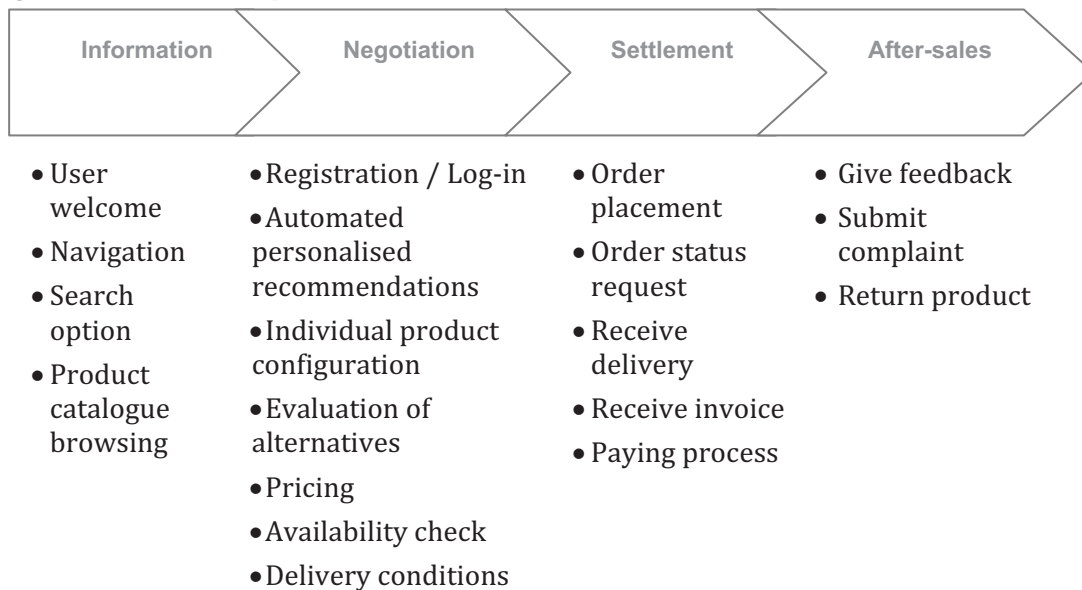 Information
Negotiation
Settlement
After-sales
• User
welcome
• Navigation
• Search
option
• Product
catalogue
browsing
• Registration / Log-in
• Automated
personalised
recommendations
• Individual product
configuration
• Evaluation of
alternatives
• Pricing
• Availability check
• Delivery conditions
• Order
placement
• Order status
request
• Receive
delivery
• Receive invoice
• Paying process
• Give feedback
• Submit
complaint
• Return product